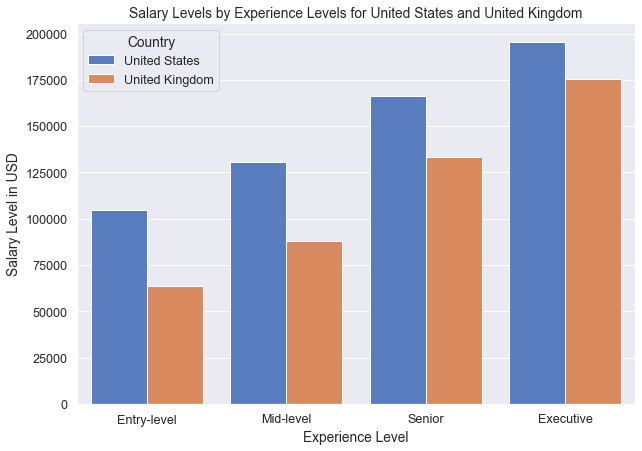 Salary Levels by Experience Levels for United States and United Kingdom
Country
United States
United Kingdom
200000
175000
150000
125000
100000
75000
50000
25000
0
Salary Level in USD
Entry-level Mid-level Senior Executive
Experience Level